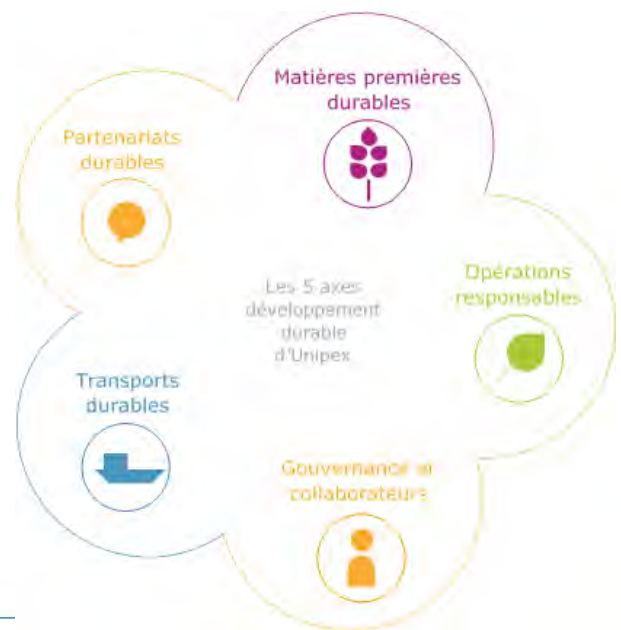 Matières premières
durables
Partenariats
durables
Opérations
responsables
Les 5 axes
développement
durable
d'Unipex
Transports
durables
Gouvernance et
collaborateurs